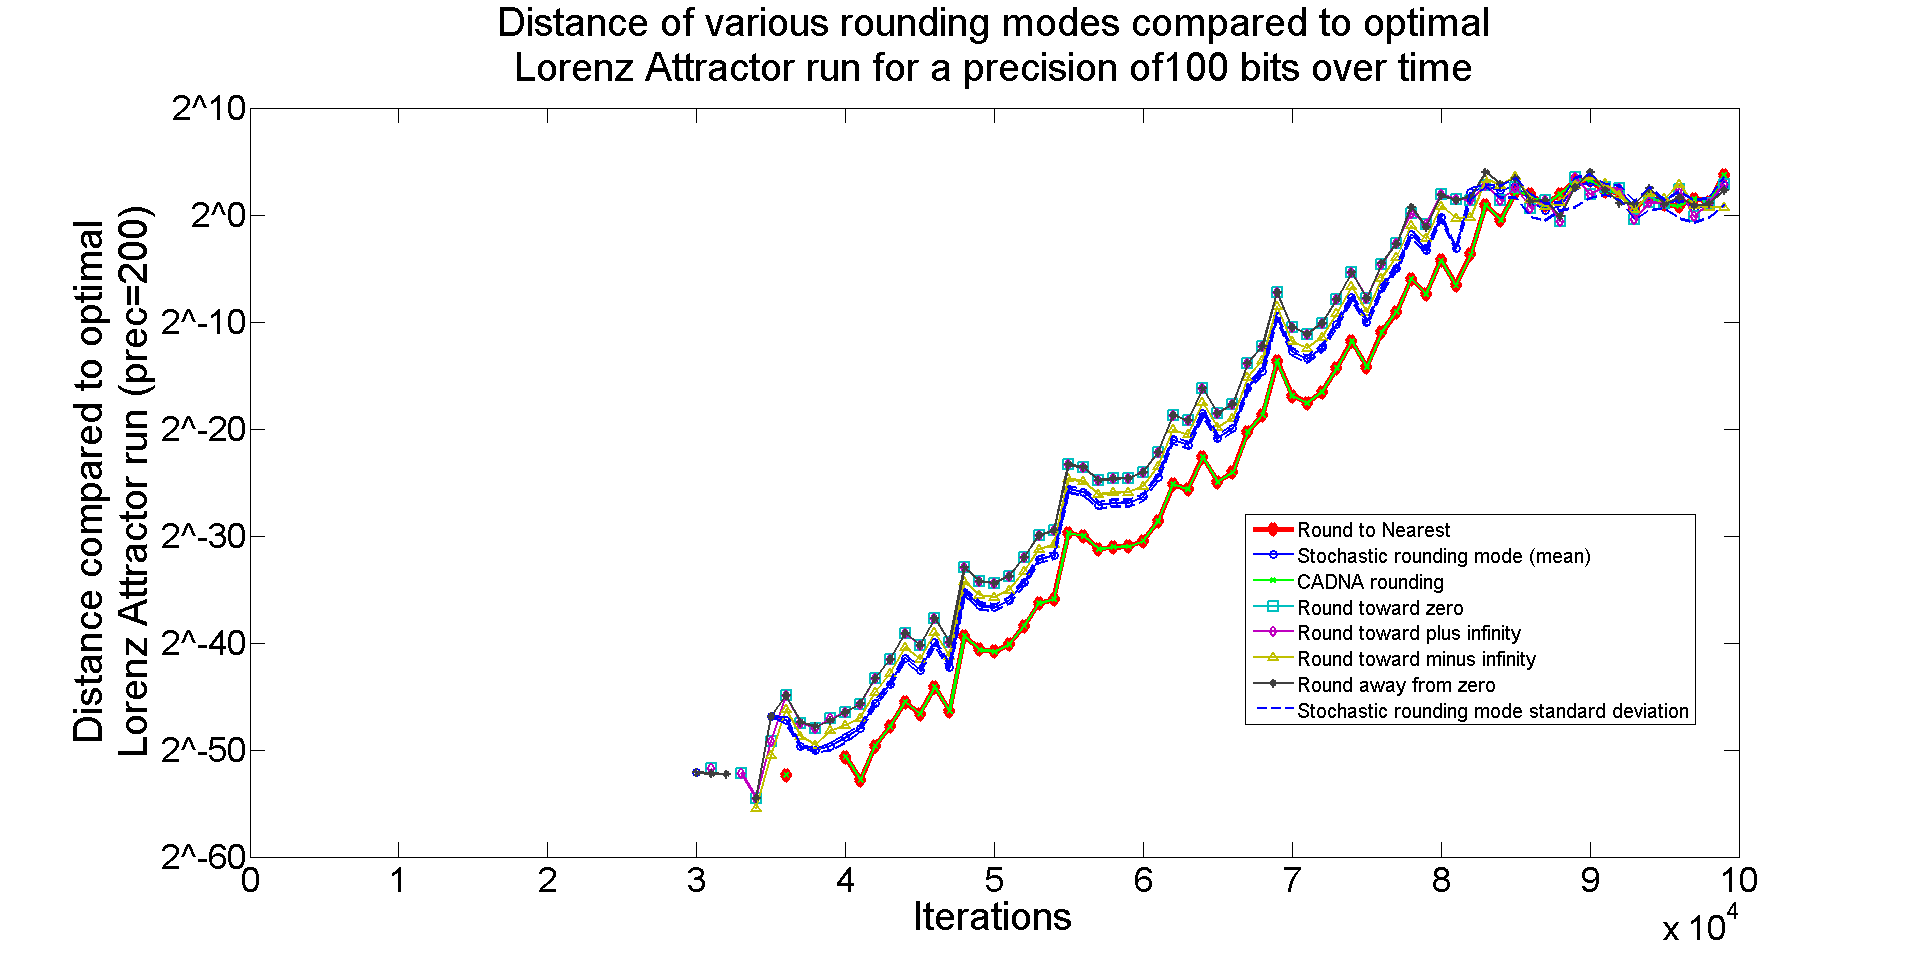 Distance of various rounding modes compared to optimal
Lorenz Attractor run for a precision of100 bits over time
Distance compared to optimal
Lorenz Attractor run (prec=200)
2^10
2^0
2^-10
2^-20
2^-30
2^-40
2^-50
2^-60
Round to Nearest
Stochastic rounding mode (mean)
CADNA rounding
Round toward zero
Round toward plus infinity
Round toward minus infinity
Round away from zero
Stochastic rounding mode standard deviation
0 1 2 3 4 5 6 7 8 9 10
Iterations
x 10^4